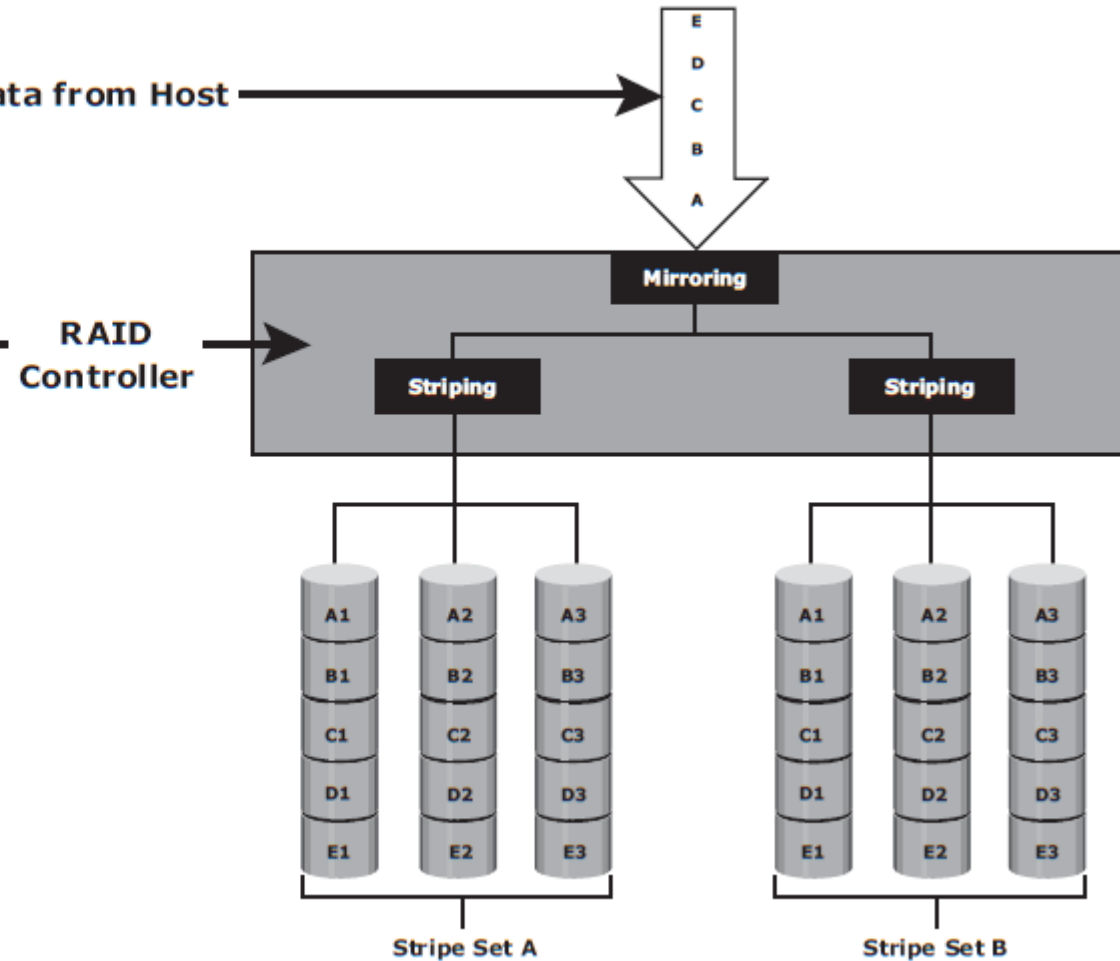 E
D
C
B
A
ata from Host
Mirroring
RAID
Controller
Striping Striping
A1 A2 A3 A1 A2 A3
B1 B2 B3 B1 B2 B3
C1 C2 C3 C1 C2 C3
D1 D2 D3 D1 D2 D3
E1 E2 E3 E1 E2 E3
Stripe Set A Stripe Set B